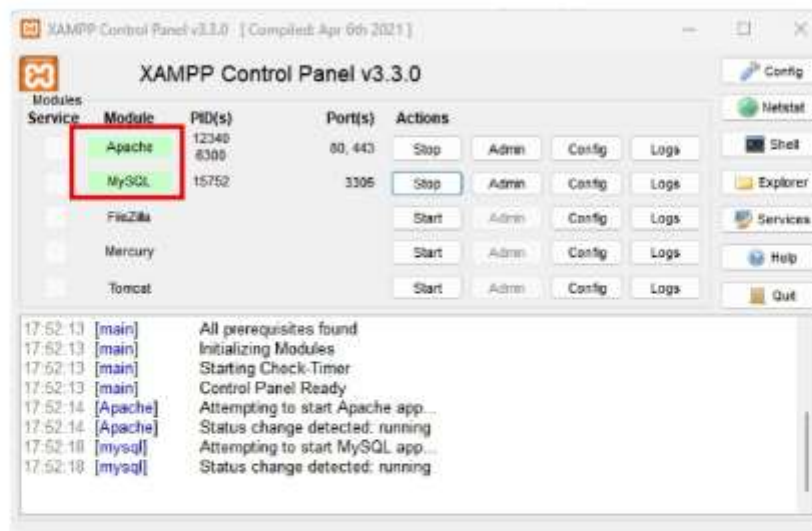 XAMPP Control Panel v3.3.0 [ Compiled: Apr 6th 2021 ]
XAMPP Control Panel v3.3.0
Config
Modules
Service Module PID(s) Port(s) Actions
Netstat
Apache 12340 6300 80, 443 Stop Admin Config Logs
Shell
MySQL 15752 3306 Stop Admin Config Logs
Explorer
FileZilla Start Admin Config Logs
Services
Mercury Start Admin Config Logs
Help
Tomcat Start Admin Config Logs
Quit
17:52:13 [main] All prerequisites found
17:52:13 [main] Initializing Modules
17:52:13 [main] Starting Check-Timer
17:52:13 [main] Control Panel Ready
17:52:14 [Apache] Attempting to start Apache app...
17:52:14 [Apache] Status change detected: running
17:52:18 [mysql] Attempting to start MySQL app...
17:52:18 [mysql] Status change detected: running